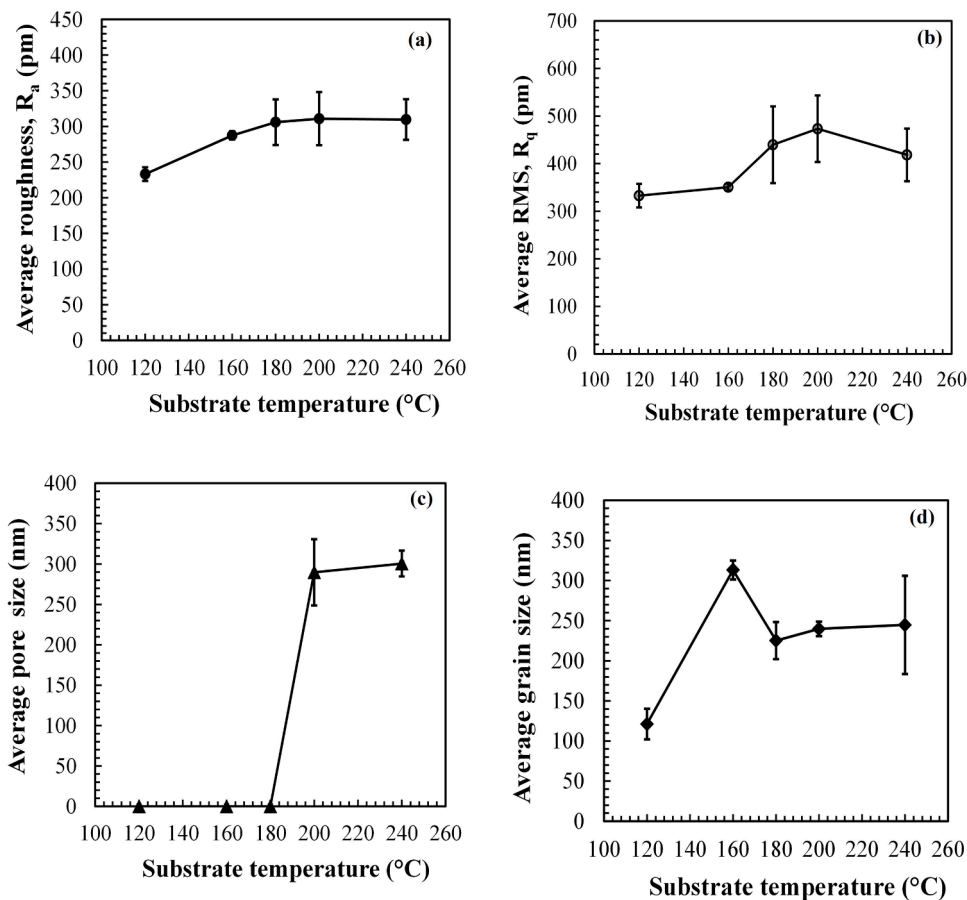 (a)
Average roughness, Rₐ (pm)
450
400
350
300
250
200
150
100
50
0
100 120 140 160 180 200 220 240 260
Substrate temperature (°C)
(b)
Average RMS, R_q (pm)
700
600
500
400
300
200
100
0
100 120 140 160 180 200 220 240 260
Substrate temperature (°C)
(c)
Average pore size (nm)
400
350
300
250
200
150
100
50
0
100 120 140 160 180 200 220 240 260
Substrate temperature (°C)
(d)
Average grain size (nm)
400
350
300
250
200
150
100
50
0
100 120 140 160 180 200 220 240 260
Substrate temperature (°C)